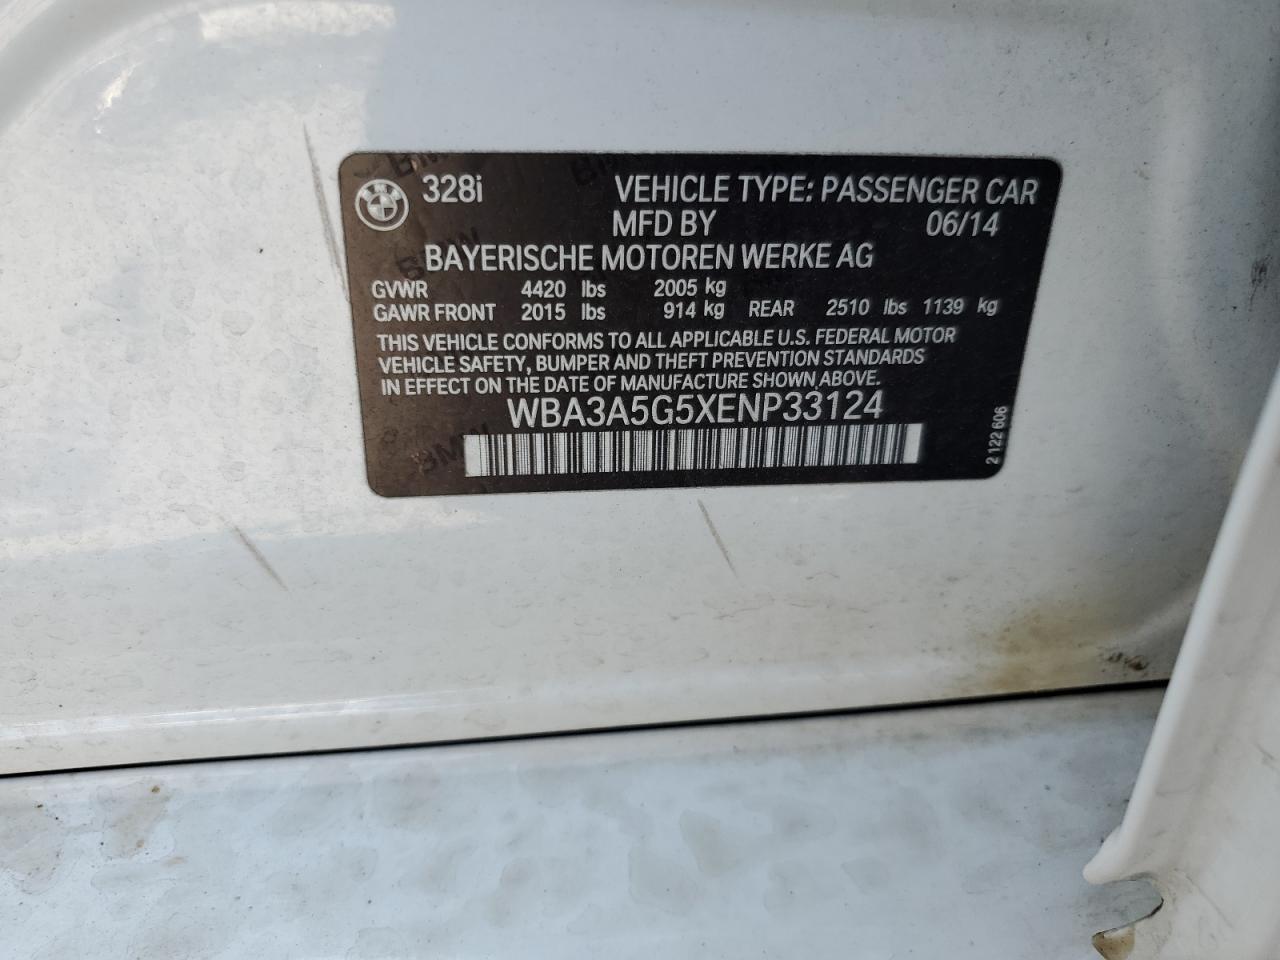 328i VEHICLE TYPE: PASSENGER CAR
MFD BY 06/14
BAYERISCHE MOTOREN WERKE AG
GVWR 4420 lbs 2005 kg
GAWR FRONT 2015 lbs 914 kg REAR 2510 lbs 1139 kg
THIS VEHICLE CONFORMS TO ALL APPLICABLE U.S. FEDERAL MOTOR
VEHICLE SAFETY, BUMPER AND THEFT PREVENTION STANDARDS
IN EFFECT ON THE DATE OF MANUFACTURE SHOWN ABOVE.
WBA3A5G5XENP33124
2 122 606
BMW